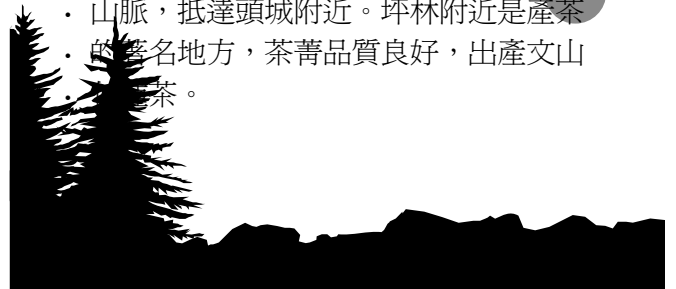 山脈，抵達頭城附近。坪林附近是產茶
的著名地方，茶菁品質良好，出產文山
茶。